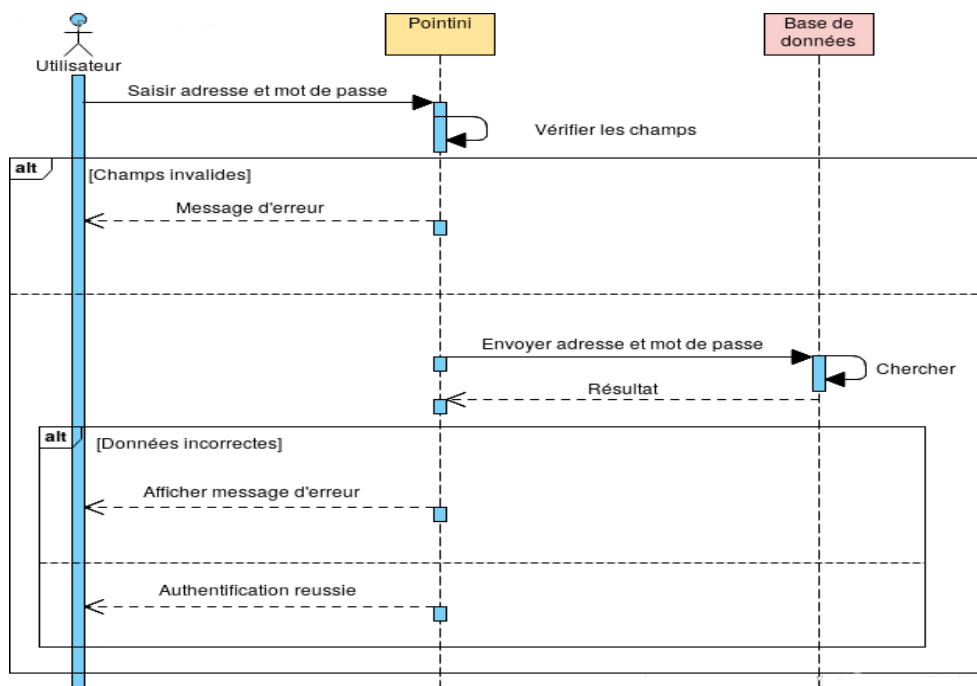 Pointini
Base de
données
Utilisateur
Saisir adresse et mot de passe
Vérifier les champs
alt
[Champs invalides]
Message d'erreur
Envoyer adresse et mot de passe
Chercher
Résultat
alt
[Données incorrectes]
Afficher message d'erreur
Authentification reussie